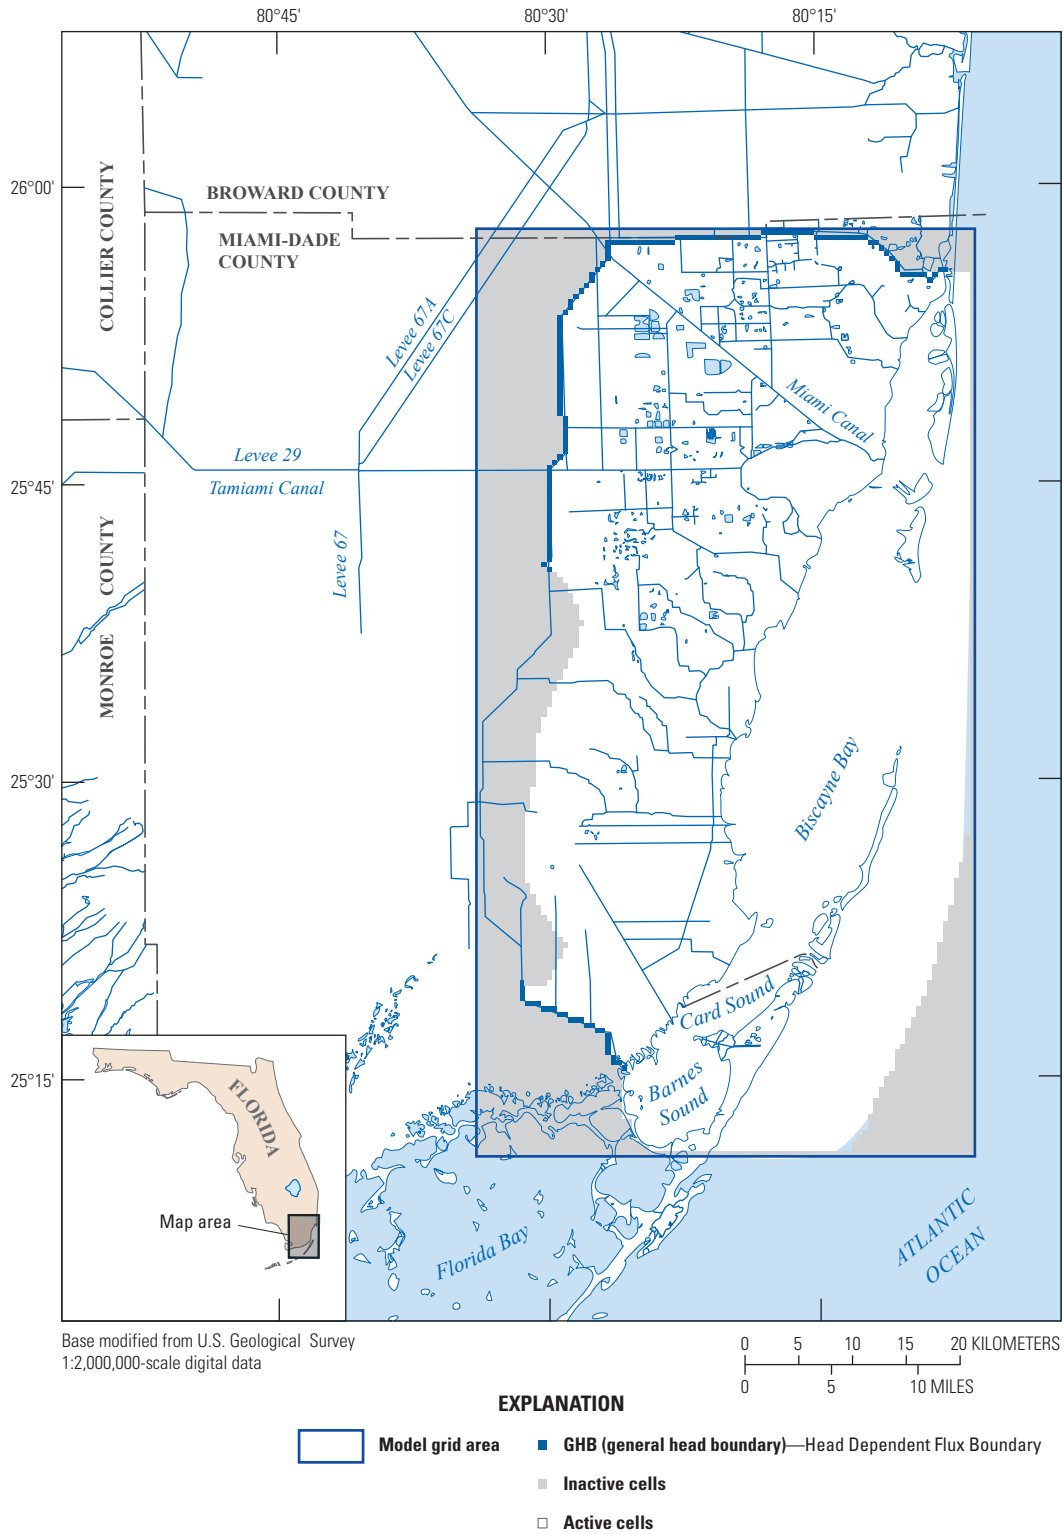 80°45'
80°30'
80°15'
26°00'
BROWARD COUNTY
MIAMI-DADE
COUNTY
COLLIER COUNTY
Levee 67A
Levee 67C
Miami Canal
Levee 29
Tamiami Canal
25°45'
Levee 67
MONROE COUNTY
25°30'
Biscayne Bay
Card Sound
Barnes
Sound
25°15'
FLORIDA
Map area
Florida Bay
ATLANTIC
OCEAN
Base modified from U.S. Geological Survey
1:2,000,000-scale digital data
0 5 10 15 20 KILOMETERS
0 5 10 MILES
EXPLANATION
Model grid area
GHB (general head boundary)—Head Dependent Flux Boundary
Inactive cells
Active cells